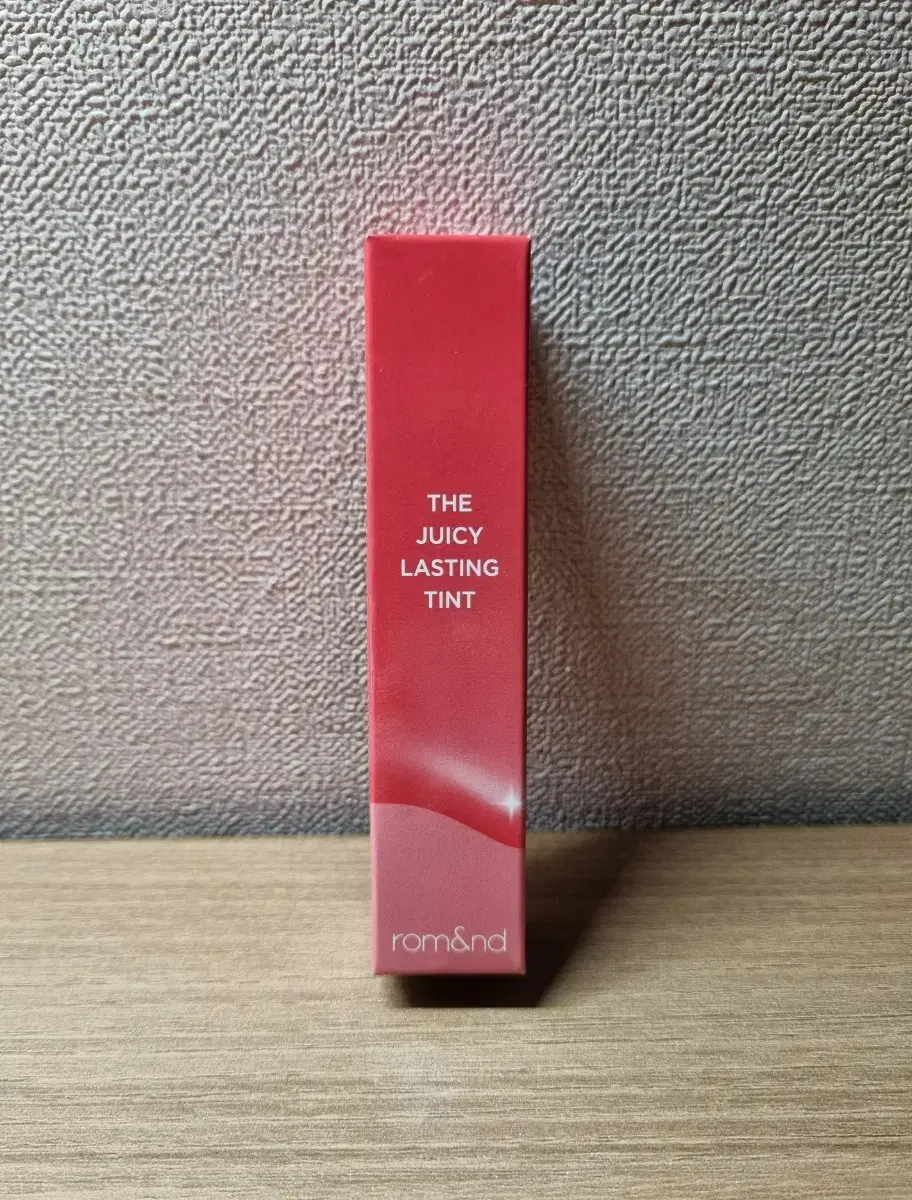 THE
JUICY
LASTING
TINT
rom&nd